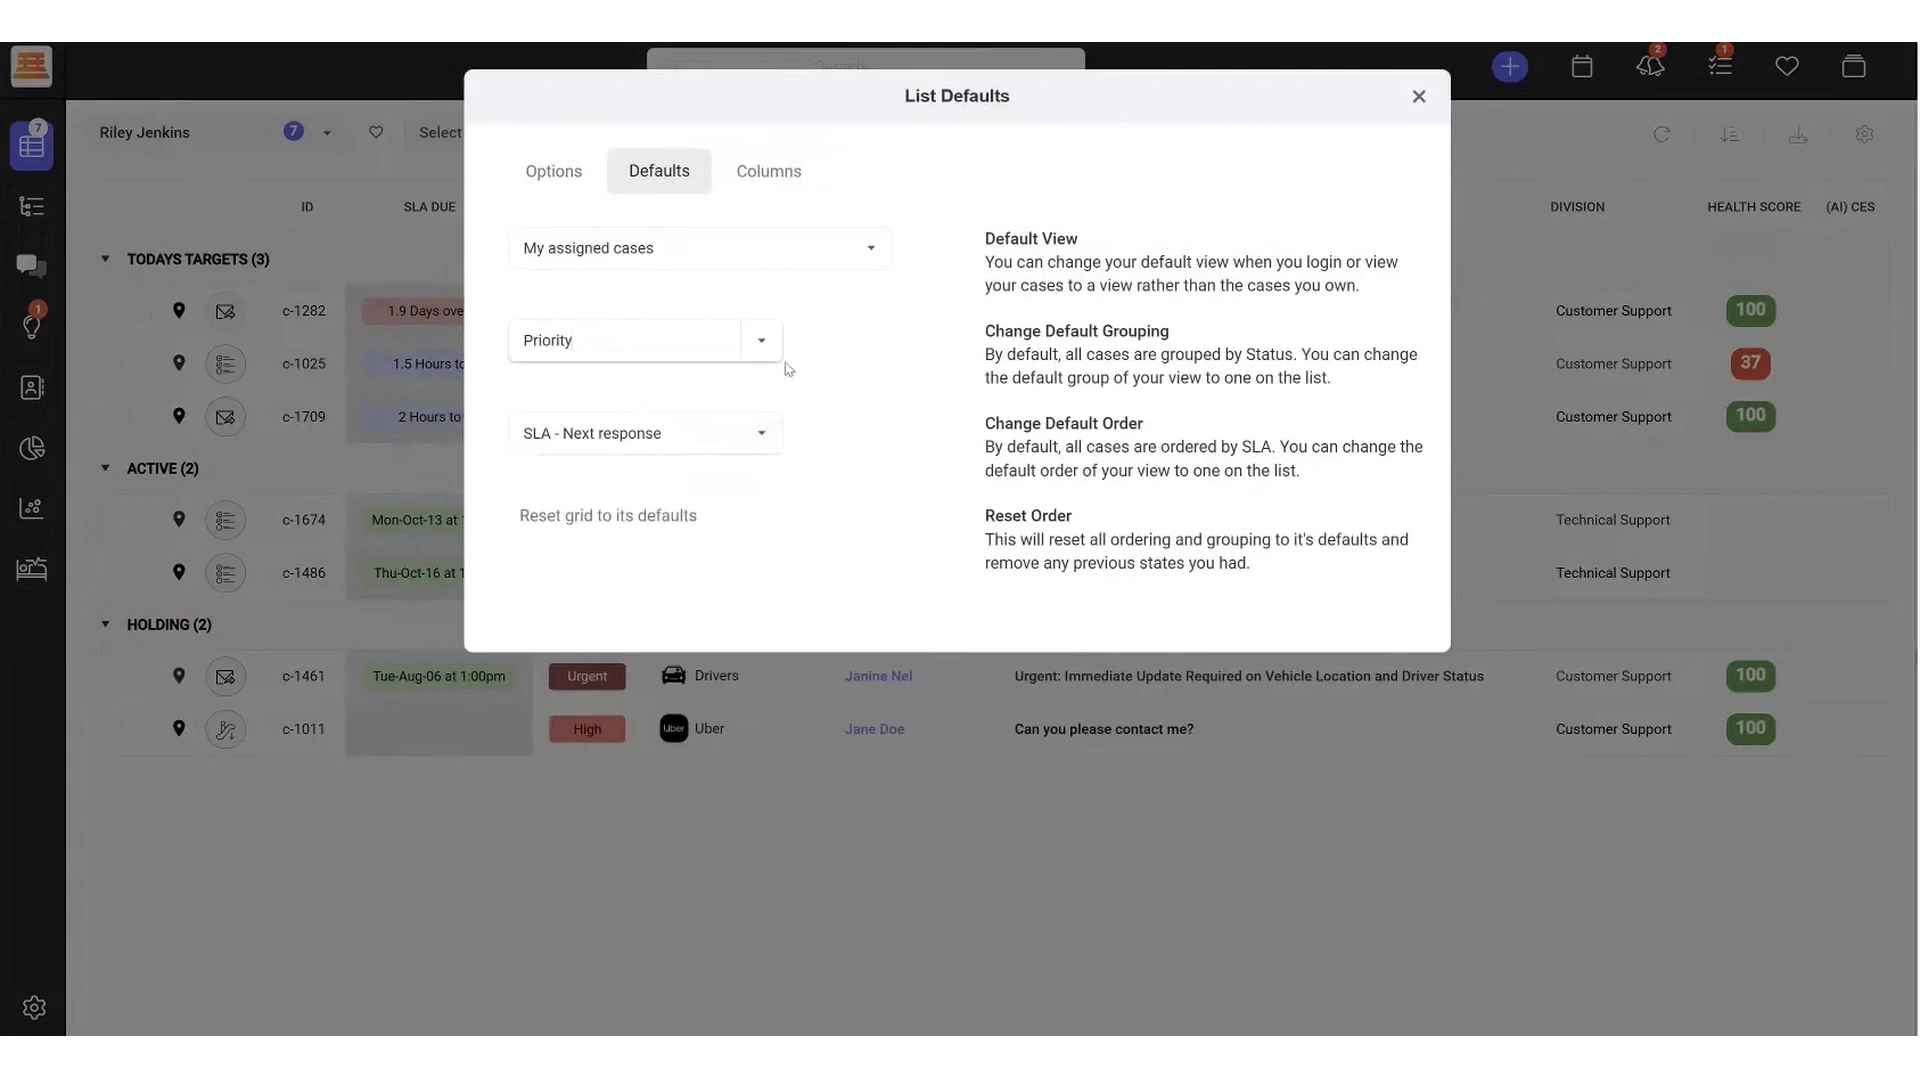 Search
2
1
List Defaults
7
Riley Jenkins 7 Select
Options Defaults Columns
ID SLA DUE DIVISION HEALTH SCORE (AI) CES
TODAYS TARGETS (3)
My assigned cases
Default View
You can change your default view when you login or view
your cases to a view rather than the cases you own.
1
c-1282 1.9 Days ove Customer Support 100
Priority
Change Default Grouping
By default, all cases are grouped by Status. You can change
the default group of your view to one on the list.
c-1025 1.5 Hours to Customer Support 37
c-1709 2 Hours to Customer Support 100
SLA - Next response
Change Default Order
By default, all cases are ordered by SLA. You can change the
default order of your view to one on the list.
ACTIVE (2)
c-1674 Mon-Oct-13 at 1 Technical Support
Reset grid to its defaults
Reset Order
This will reset all ordering and grouping to it's defaults and
remove any previous states you had.
c-1486 Thu-Oct-16 at 1 Technical Support
HOLDING (2)
c-1461 Tue-Aug-06 at 1:00pm Urgent Drivers Janine Nel Urgent: Immediate Update Required on Vehicle Location and Driver Status Customer Support 100
c-1011 High Uber Uber Jane Doe Can you please contact me? Customer Support 100